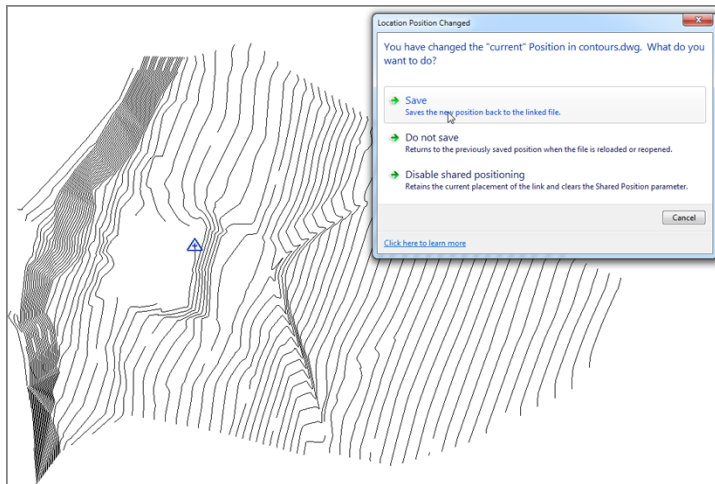 Location Position Changed
You have changed the "current" Position in contours.dwg. What do you
want to do?
Save
Saves the new position back to the linked file.
Do not save
Returns to the previously saved position when the file is reloaded or reopened.
Disable shared positioning
Retains the current placement of the link and clears the Shared Position parameter.
Cancel
Click here to learn more